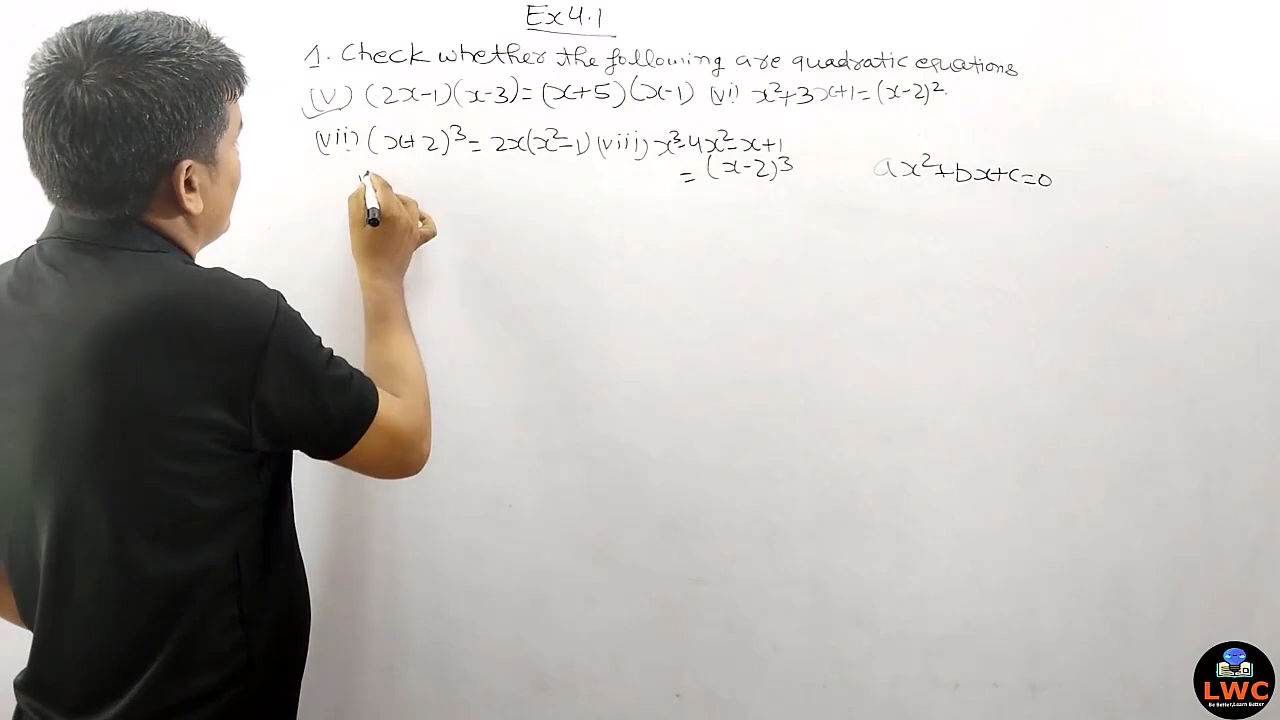 Ex 4.1
1. Check whether the following are quadratic equations
(v) (2x-1)(x-3)=(x+5)(x-1) (vi) x²+3x+1=(x-2)².
(vii) (x+2)³= 2x(x²-1) (viii) x³-4x²-x+1
= (x-2)³
ax²+bx+c=0
LWC
Be Better,Learn Better